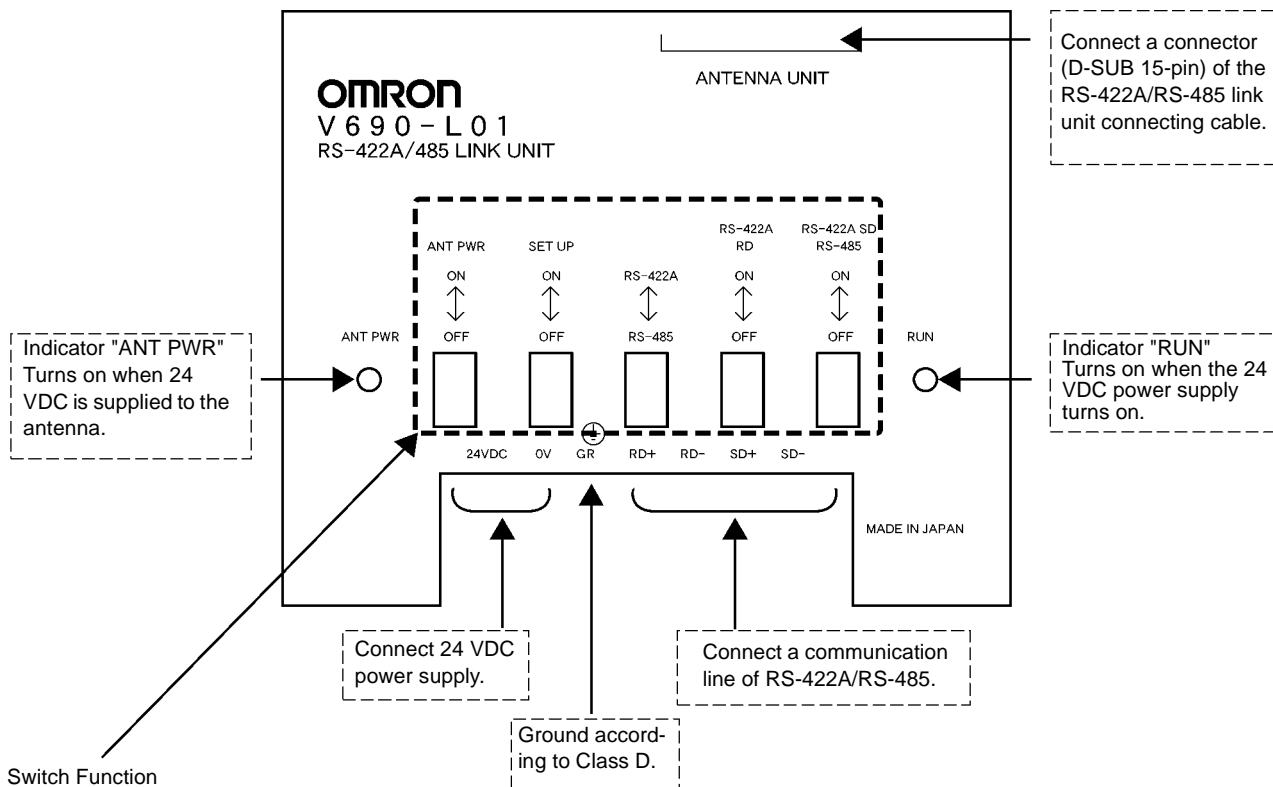 Connect a connector
(D-SUB 15-pin) of the
RS-422A/RS-485 link
unit connecting cable.
ANTENNA UNIT
OMRON
V690-L01
RS-422A/485 LINK UNIT
ANT PWR
ON
OFF
SET UP
ON
OFF
RS-422A
RS-485
RS-422A
RD
ON
OFF
RS-422A SD
RS-485
ON
OFF
Indicator "ANT PWR"
Turns on when 24
VDC is supplied to the
antenna.
ANT PWR
RUN
Indicator "RUN"
Turns on when the 24
VDC power supply
turns on.
24VDC 0V GR RD+ RD- SD+ SD-
MADE IN JAPAN
Connect 24 VDC
power supply.
Connect a communication
line of RS-422A/RS-485.
Ground accord-
ing to Class D.
Switch Function